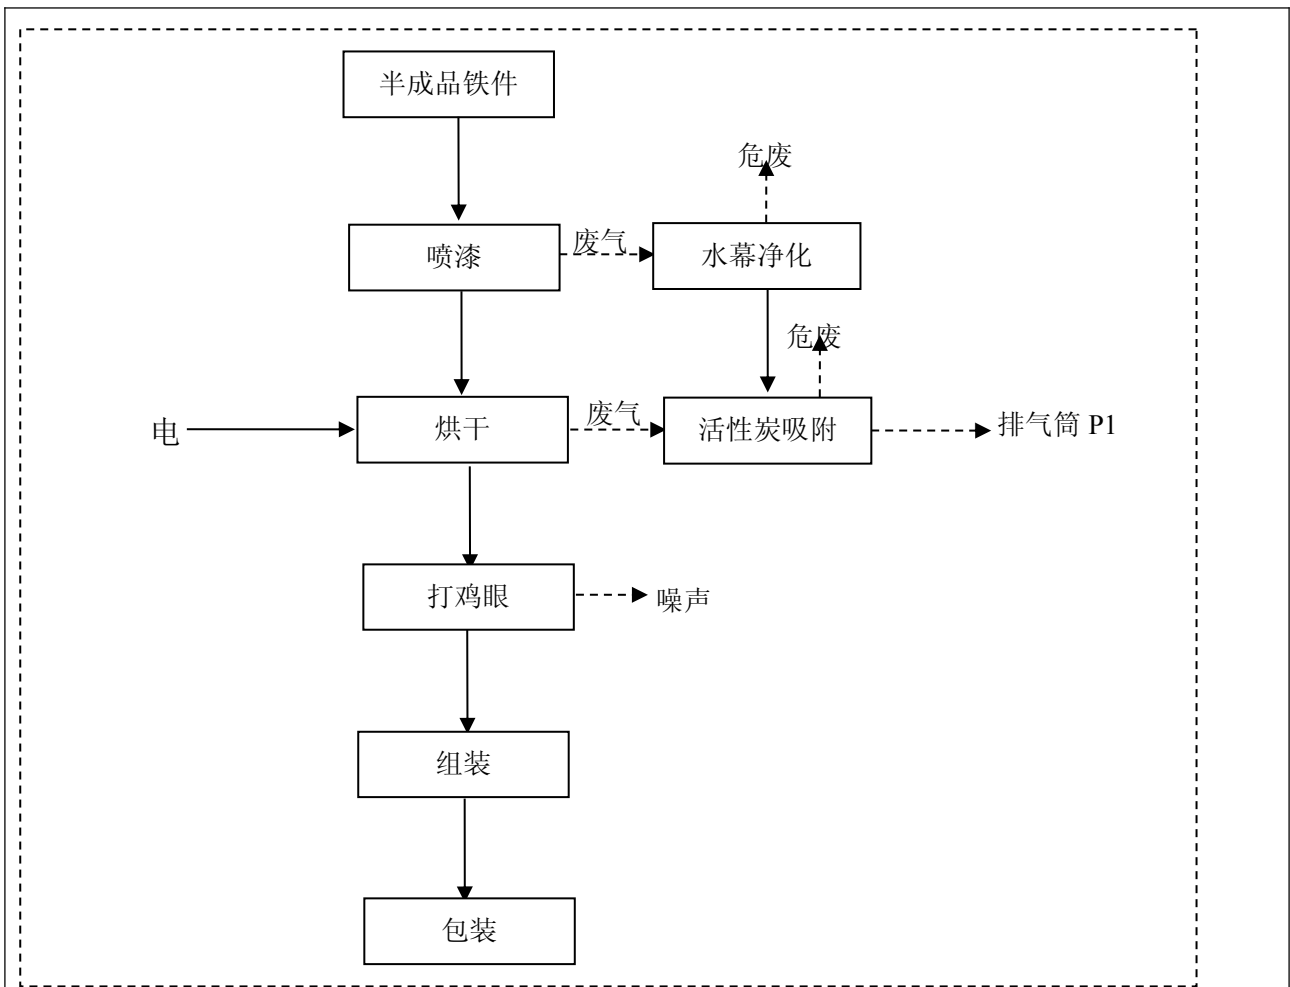 半成品铁件
危废
喷漆
废气
水幕净化
危废
电
烘干
废气
活性炭吸附
排气筒 P1
打鸡眼
噪声
组装
包装